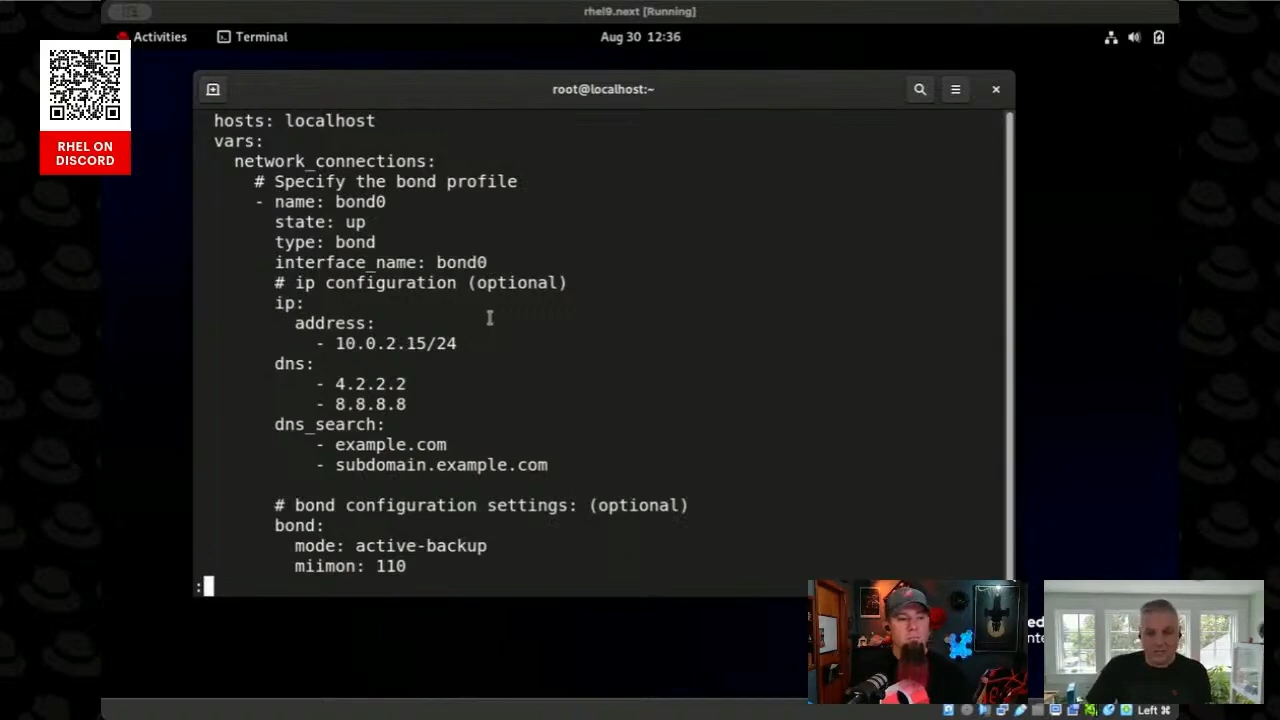 rhel9.next [Running]
Activities
Terminal
Aug 30 12:36
RHEL ON
DISCORD
root@localhost:~
hosts: localhost
vars:
network_connections:
# Specify the bond profile
- name: bond0
state: up
type: bond
interface_name: bond0
# ip configuration (optional)
ip:
address:
- 10.0.2.15/24
dns:
- 4.2.2.2
- 8.8.8.8
dns_search:
- example.com
- subdomain.example.com
# bond configuration settings: (optional)
bond:
mode: active-backup
miimon: 110
:
Left ⌘